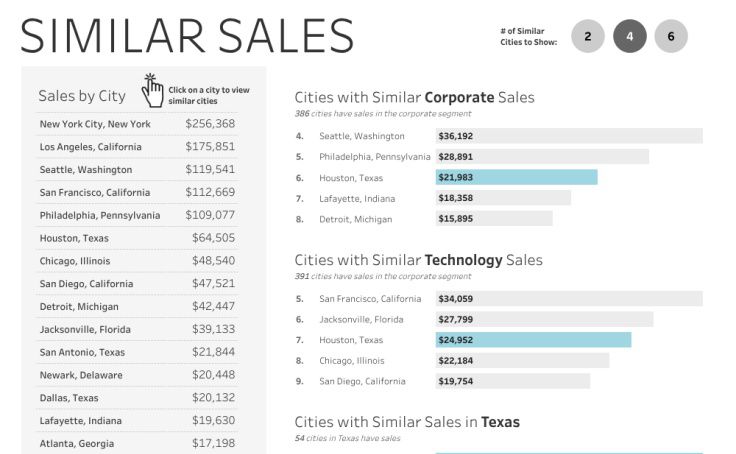 SIMILAR SALES
# of Similar
Cities to Show:
2 4 6
Sales by City
Click on a city to view
similar cities
New York City, New York $256,368
Los Angeles, California $175,851
Seattle, Washington $119,541
San Francisco, California $112,669
Philadelphia, Pennsylvania $109,077
Houston, Texas $64,505
Chicago, Illinois $48,540
San Diego, California $47,521
Detroit, Michigan $42,447
Jacksonville, Florida $39,133
San Antonio, Texas $21,844
Newark, Delaware $20,448
Dallas, Texas $20,132
Lafayette, Indiana $19,630
Atlanta, Georgia $17,198
Cities with Similar Corporate Sales
386 cities have sales in the corporate segment
4. Seattle, Washington $36,192
5. Philadelphia, Pennsylvania $28,891
6. Houston, Texas $21,983
7. Lafayette, Indiana $18,358
8. Detroit, Michigan $15,895
Cities with Similar Technology Sales
391 cities have sales in the corporate segment
5. San Francisco, California $34,059
6. Jacksonville, Florida $27,799
7. Houston, Texas $24,952
8. Chicago, Illinois $22,184
9. San Diego, California $19,754
Cities with Similar Sales in Texas
54 cities in Texas have sales